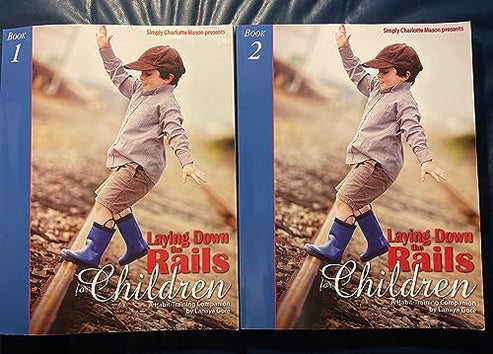 BOOK
1
Simply Charlotte Mason presents
Laying Down
the
Rails
for Children
A Habit-Training Companion
by Lanaya Gore
BOOK
2
Simply Charlotte Mason presents
Laying Down
the
Rails
for Children
A Habit-Training Companion
by Lanaya Gore